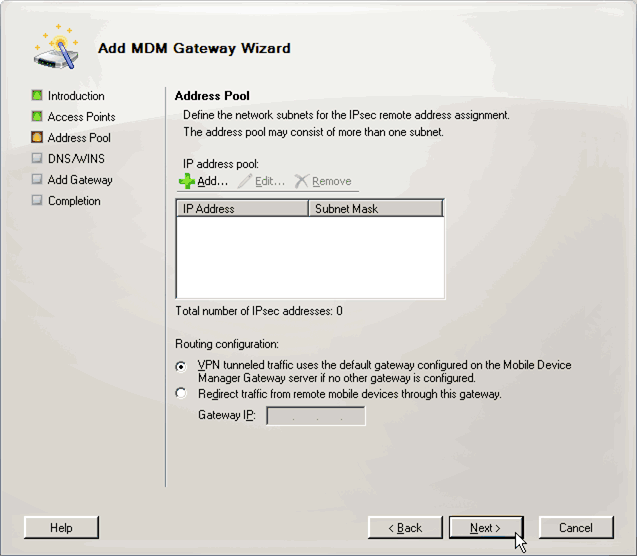 Add MDM Gateway Wizard
Introduction
Access Points
Address Pool
DNS/WINS
Add Gateway
Completion
Address Pool
Define the network subnets for the IPsec remote address assignment.
The address pool may consist of more than one subnet.
IP address pool:
Add... Edit... Remove
IP Address Subnet Mask
Total number of IPsec addresses: 0
Routing configuration:
VPN tunneled traffic uses the default gateway configured on the Mobile Device
Manager Gateway server if no other gateway is configured.
Redirect traffic from remote mobile devices through this gateway.
Gateway IP: . . .
Help < Back Next > Cancel